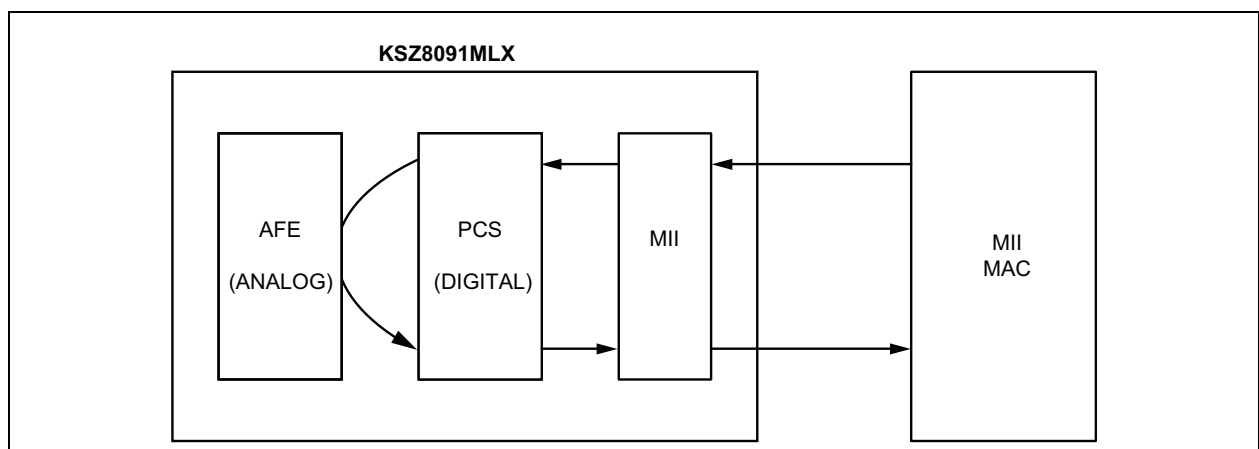 KSZ8091MLX
AFE
(ANALOG)
PCS
(DIGITAL)
MII
MII
MAC